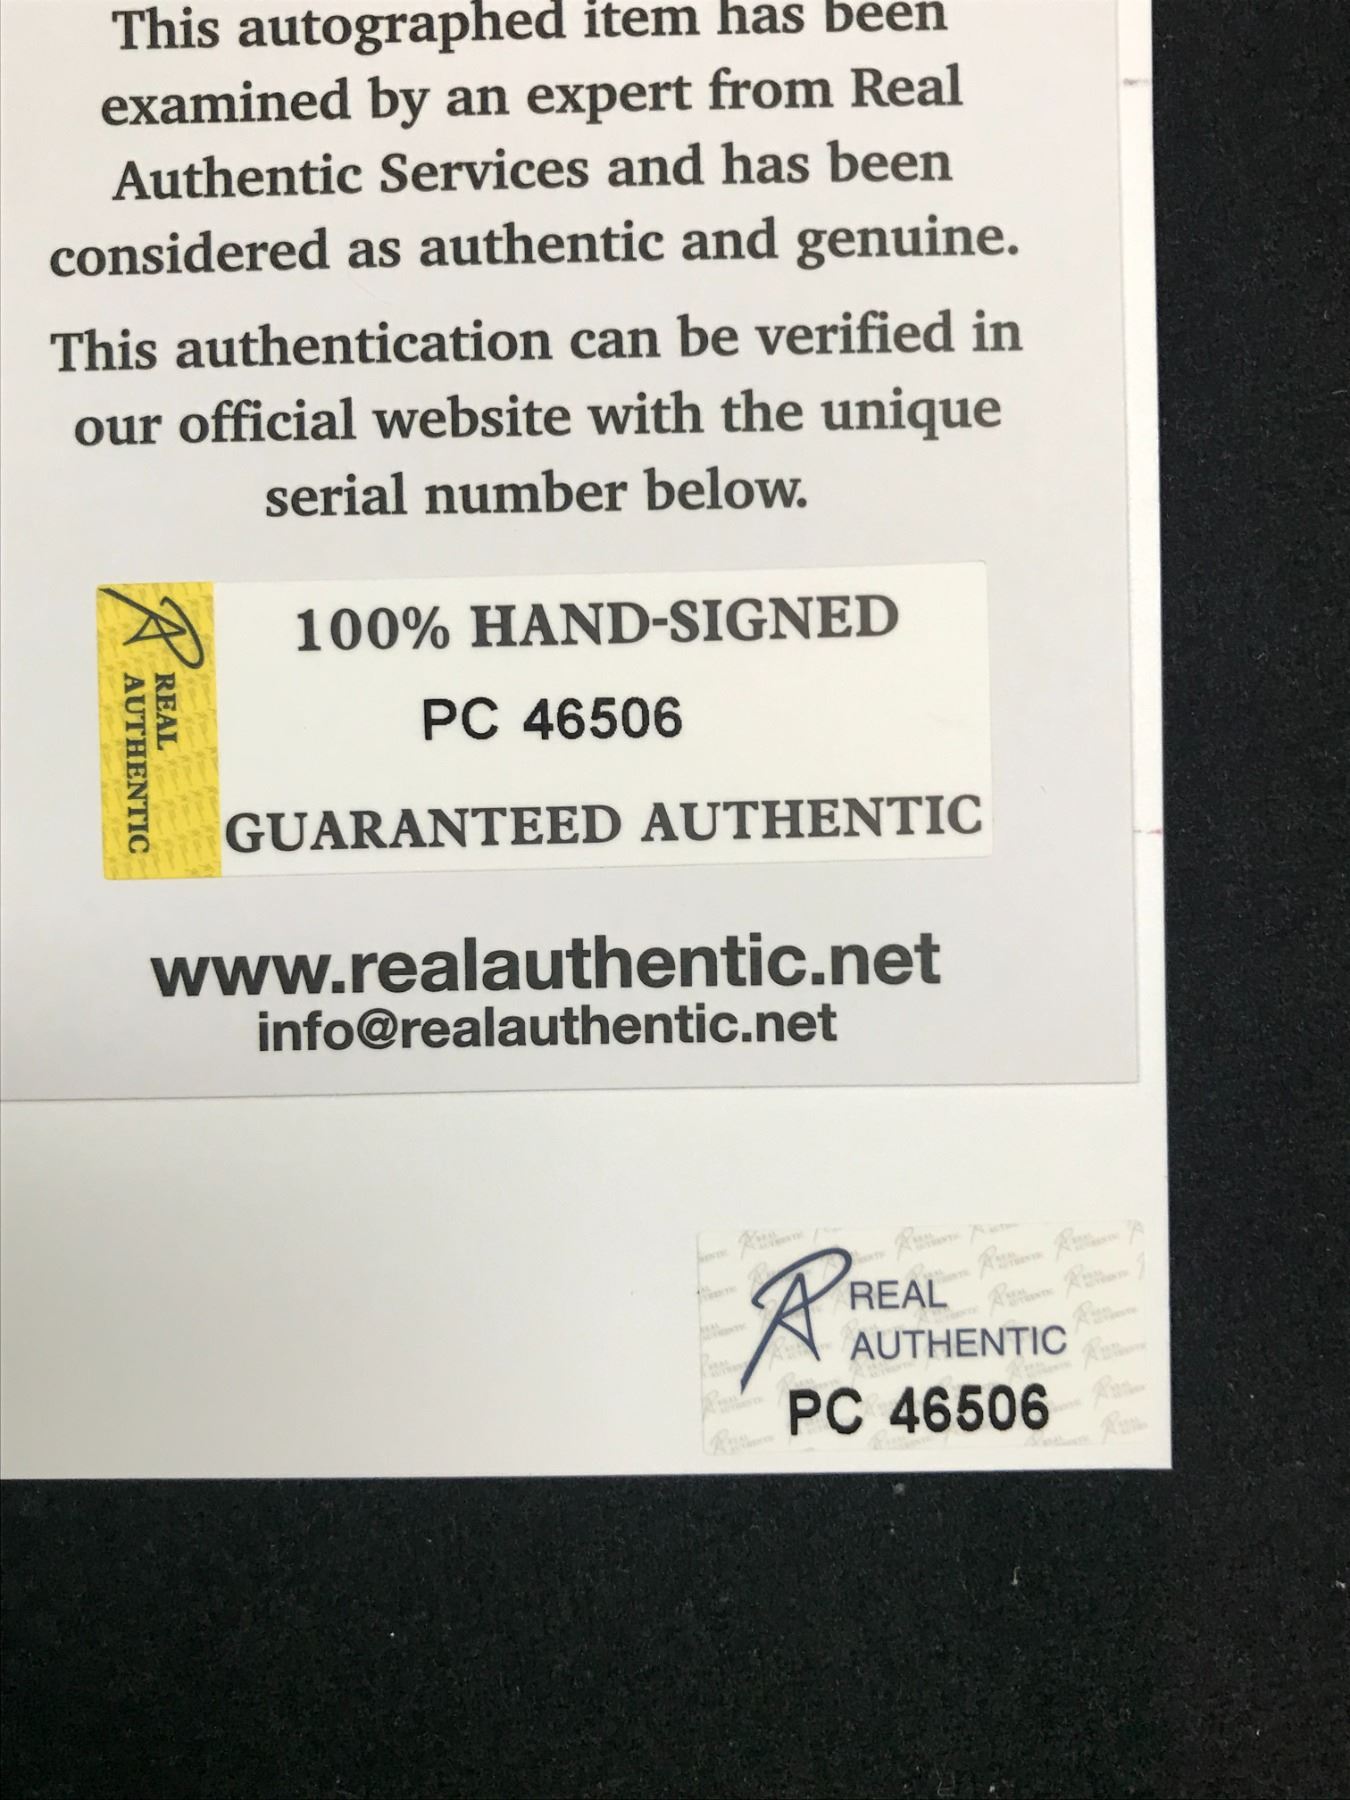 This autographed item has been
examined by an expert from Real
Authentic Services and has been
considered as authentic and genuine.
This authentication can be verified in
our official website with the unique
serial number below.
REAL
AUTHENTIC
100% HAND-SIGNED
PC 46506
GUARANTEED AUTHENTIC
www.realauthentic.net
info@realauthentic.net
REAL
AUTHENTIC
PC 46506